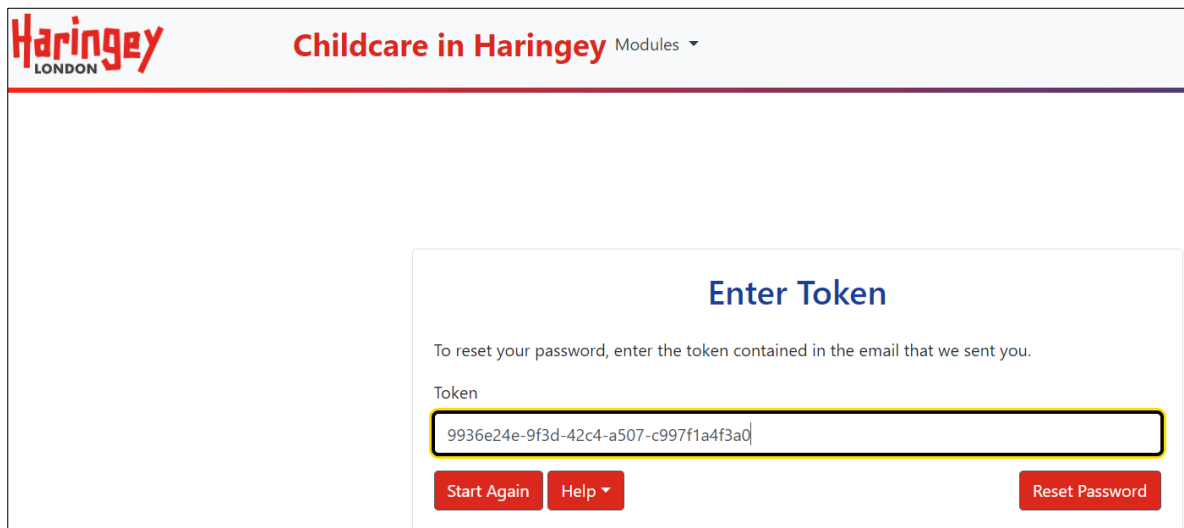 Haringey
LONDON
Childcare in Haringey Modules
Enter Token
To reset your password, enter the token contained in the email that we sent you.
Token
9936e24e-9f3d-42c4-a507-c997f1a4f3a0
Start Again Help Reset Password